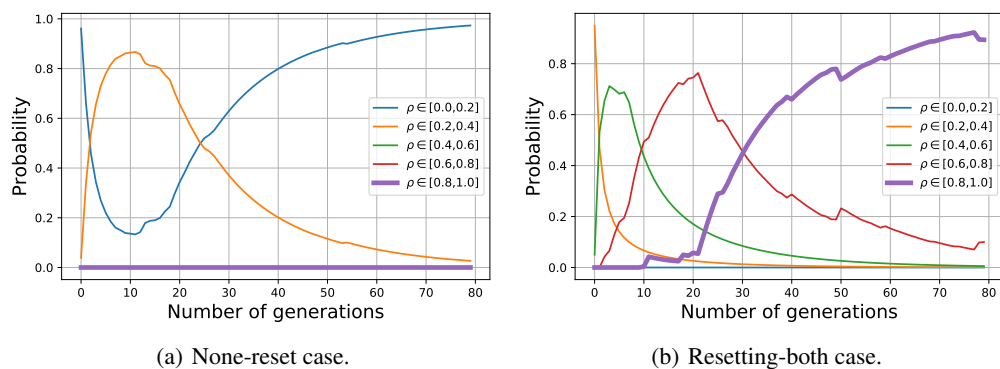 1.0
0.8
0.6
0.4
0.2
0.0
Probability
ρ∈[0.0,0.2]
ρ∈[0.2,0.4]
ρ∈[0.4,0.6]
ρ∈[0.6,0.8]
ρ∈[0.8,1.0]
0 10 20 30 40 50 60 70 80
Number of generations
(a) None-reset case.
0.8
0.6
0.4
0.2
0.0
Probability
ρ∈[0.0,0.2]
ρ∈[0.2,0.4]
ρ∈[0.4,0.6]
ρ∈[0.6,0.8]
ρ∈[0.8,1.0]
0 10 20 30 40 50 60 70 80
Number of generations
(b) Resetting-both case.